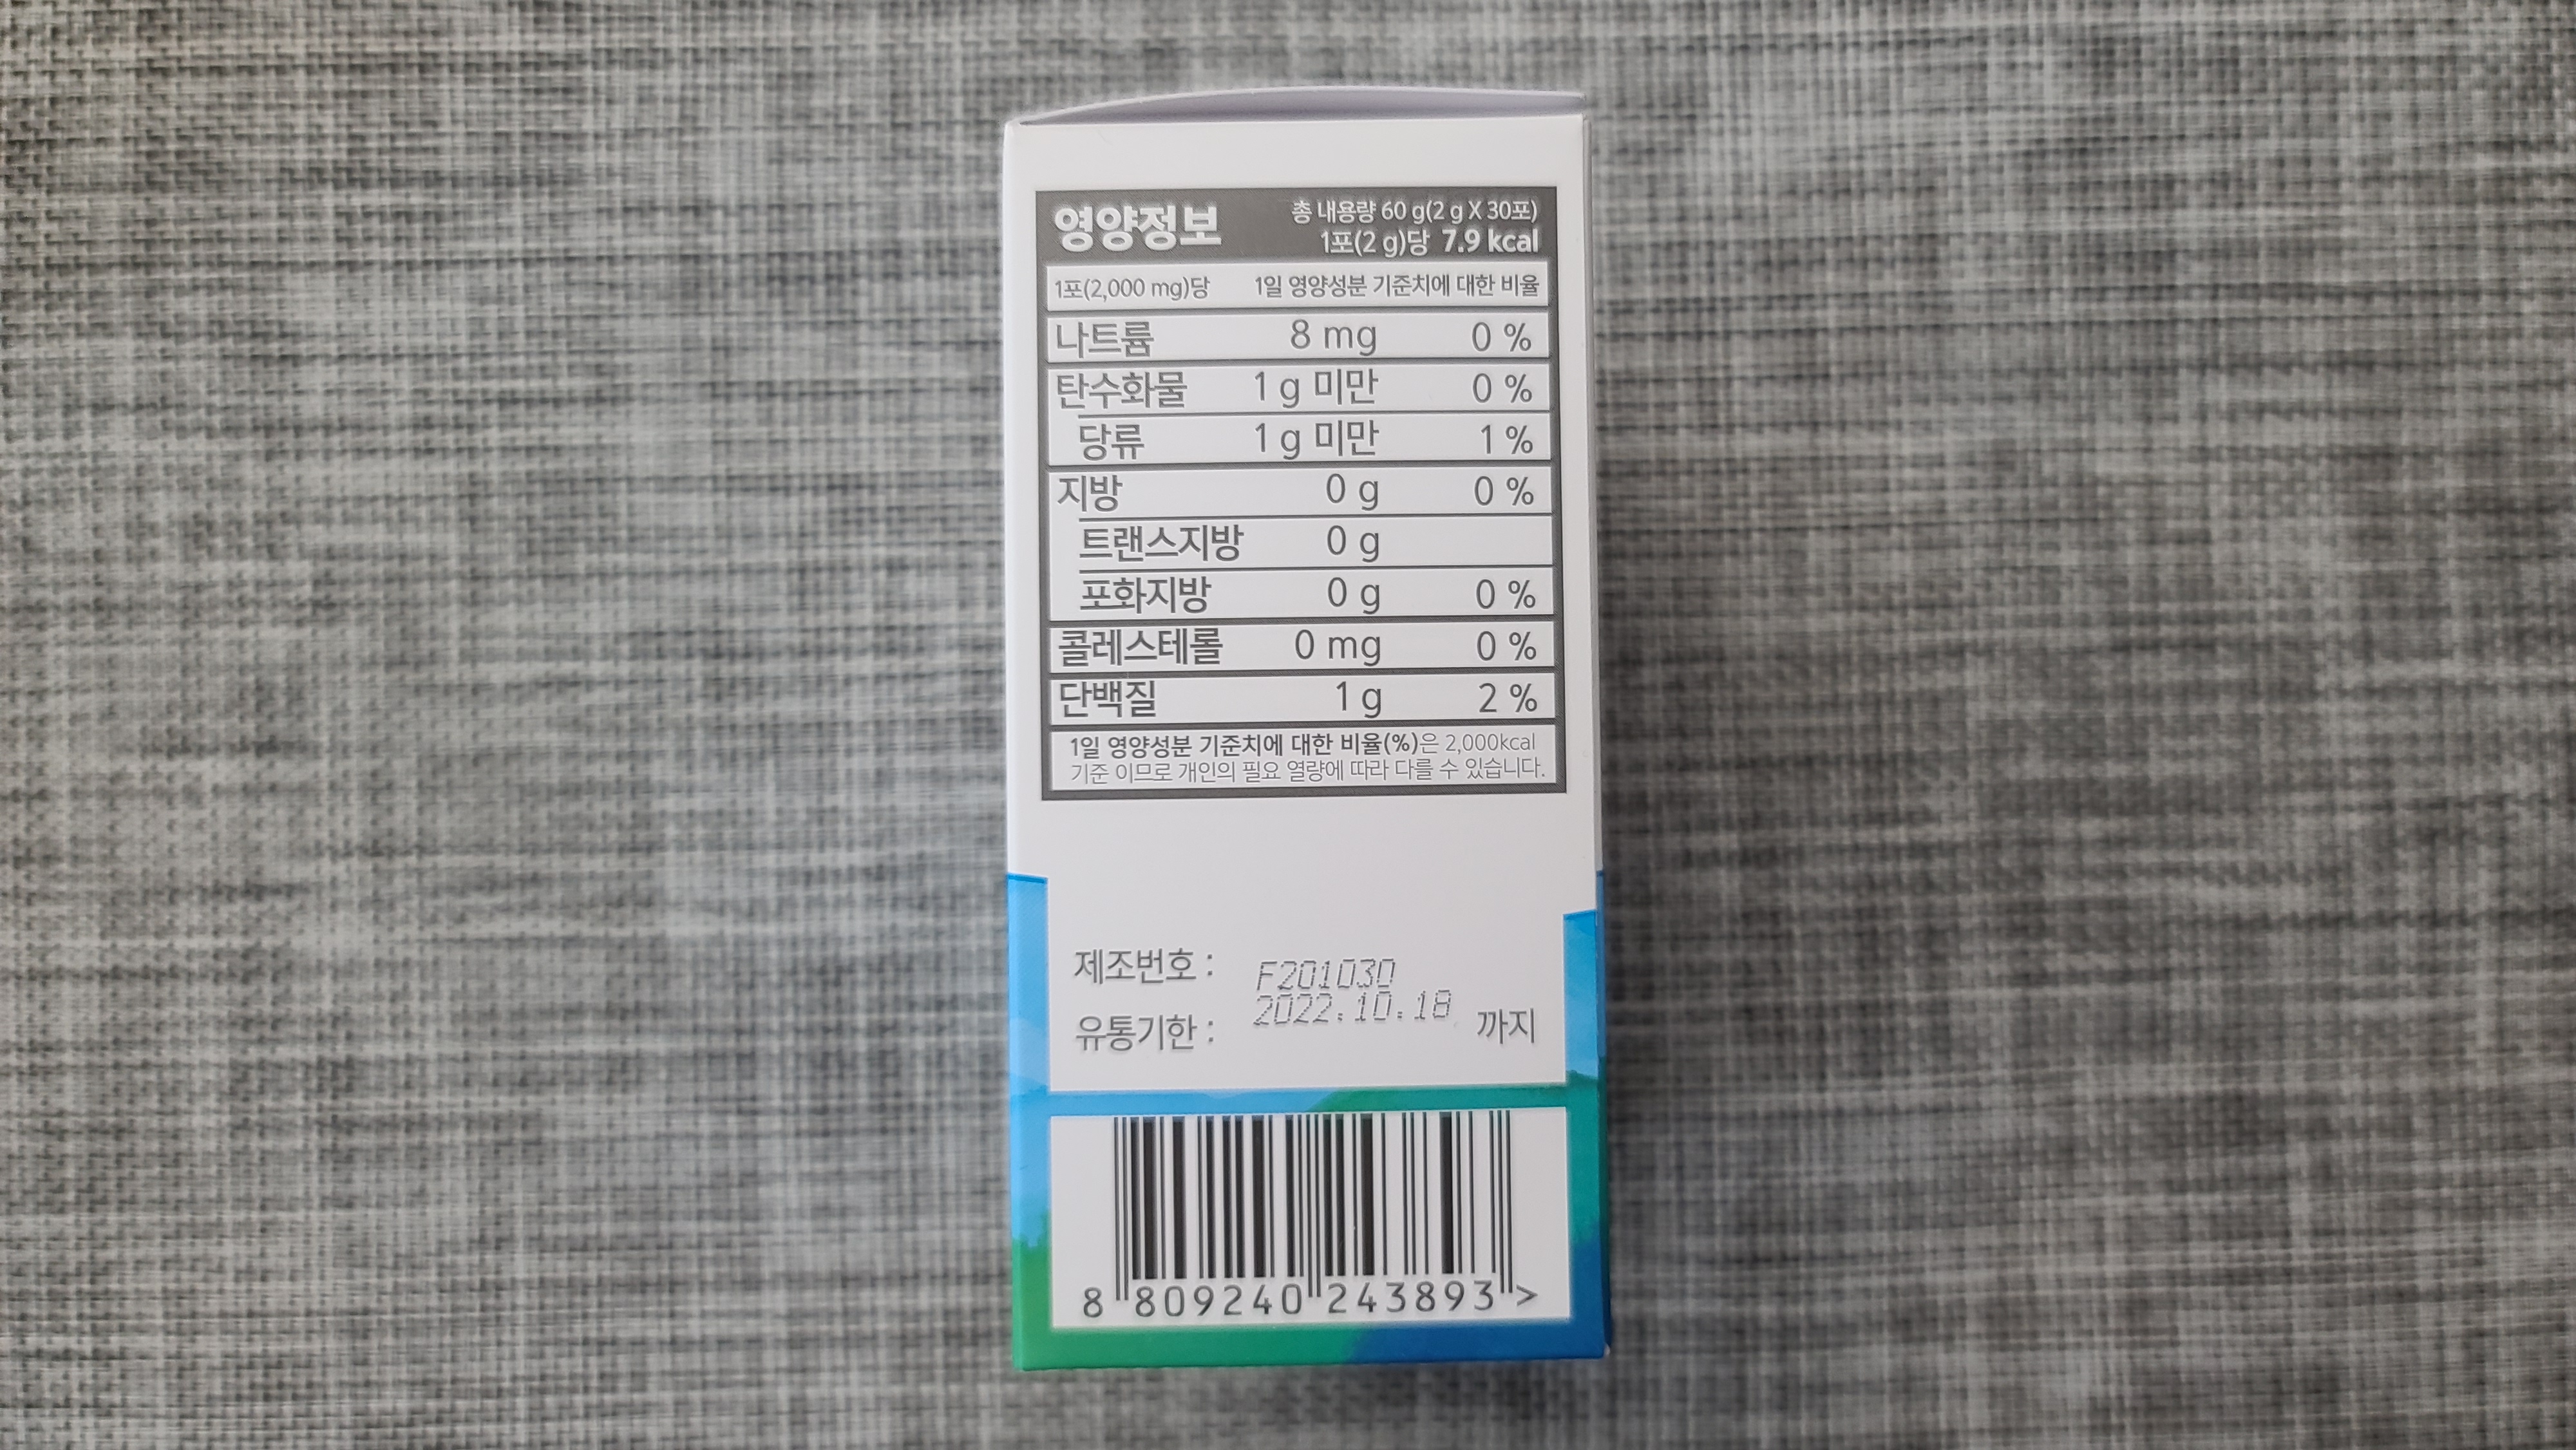 영양정보
총 내용량 60 g(2 g X 30포)
1포(2 g)당 7.9 kcal
1포(2,000 mg)당 1일 영양성분 기준치에 대한 비율
나트륨 8 mg 0 %
탄수화물 1 g 미만 0 %
당류 1 g 미만 1 %
지방 0 g 0 %
트랜스지방 0 g
포화지방 0 g 0 %
콜레스테롤 0 mg 0 %
단백질 1 g 2 %
1일 영양성분 기준치에 대한 비율(%)은 2,000kcal
기준 이므로 개인의 필요 열량에 따라 다를 수 있습니다.
제조번호 : F201030
유통기한 : 2022.10.18 까지
8 809240 243893 >